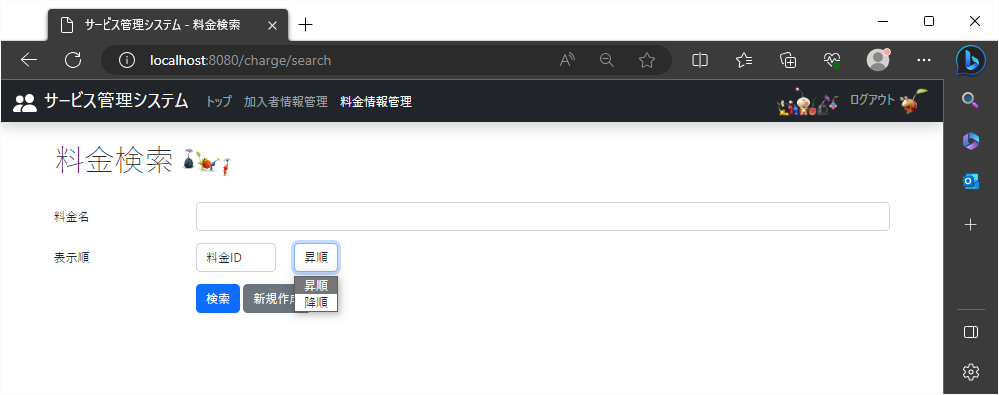 サービス管理システム - 料金検索
localhost:8080/charge/search
サービス管理システム トップ 加入者情報管理 料金情報管理 ログアウト
料金検索
料金名
表示順 料金ID 昇順
昇順
降順
検索 新規作成